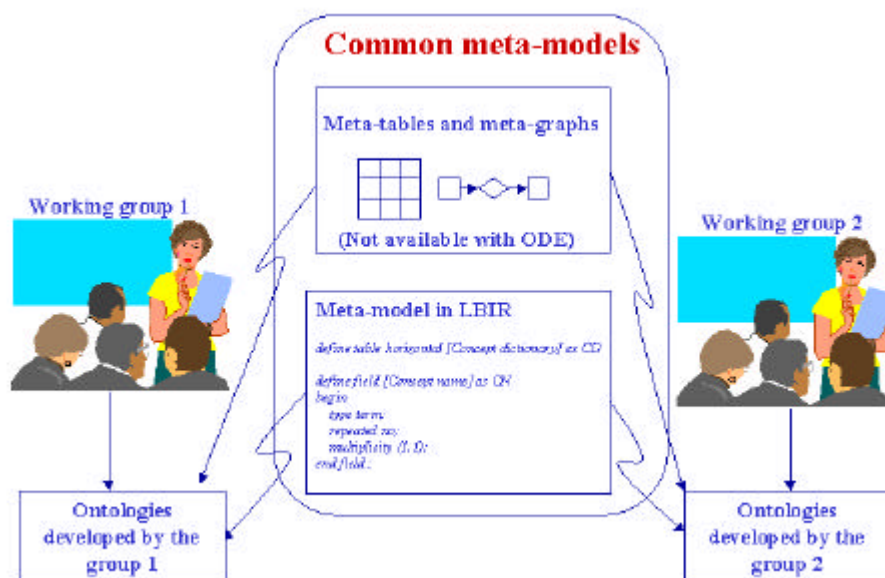 Common meta-models
Meta-tables and meta-graphs
(Not available with ODE)
Working group 1
Working group 2
Meta-model in LBIR
define table horizontal [Concept dictionary] as CD
define field [Concept name] as CN
begin
type term;
repeated no;
multiplicity (1, 1);
end field;
Ontologies
developed by the
group 1
Ontologies
developed by the
group 2